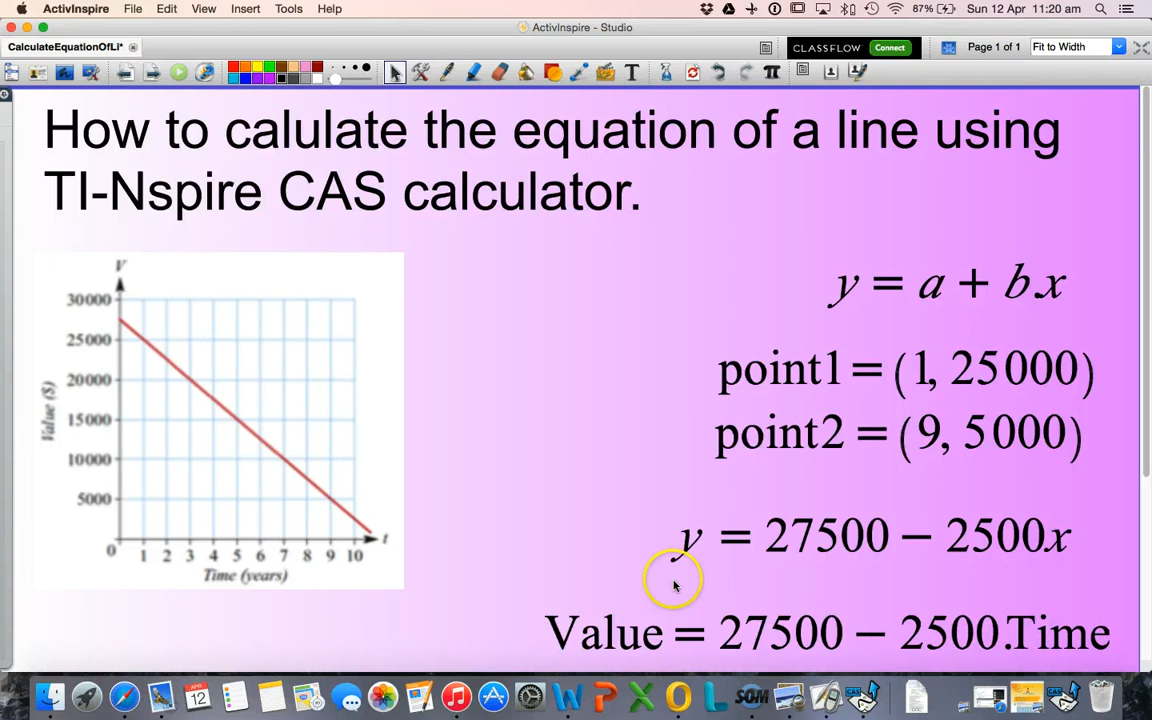 ActivInspire File Edit View Insert Tools Help 87% Sun 12 Apr 11:20 am
ActivInspire - Studio
CalculateEquationOfLi* CLASSFLOW Connect Page 1 of 1 Fit to Width
How to calulate the equation of a line using
TI-Nspire CAS calculator.
V
30000
25000
20000
15000
10000
5000
0
1 2 3 4 5 6 7 8 9 10
t
Value ($)
Time (years)
y = a + b.x
point1 = (1, 25000)
point2 = (9, 5000)
y = 27500 − 2500x
Value = 27500 − 2500.Time